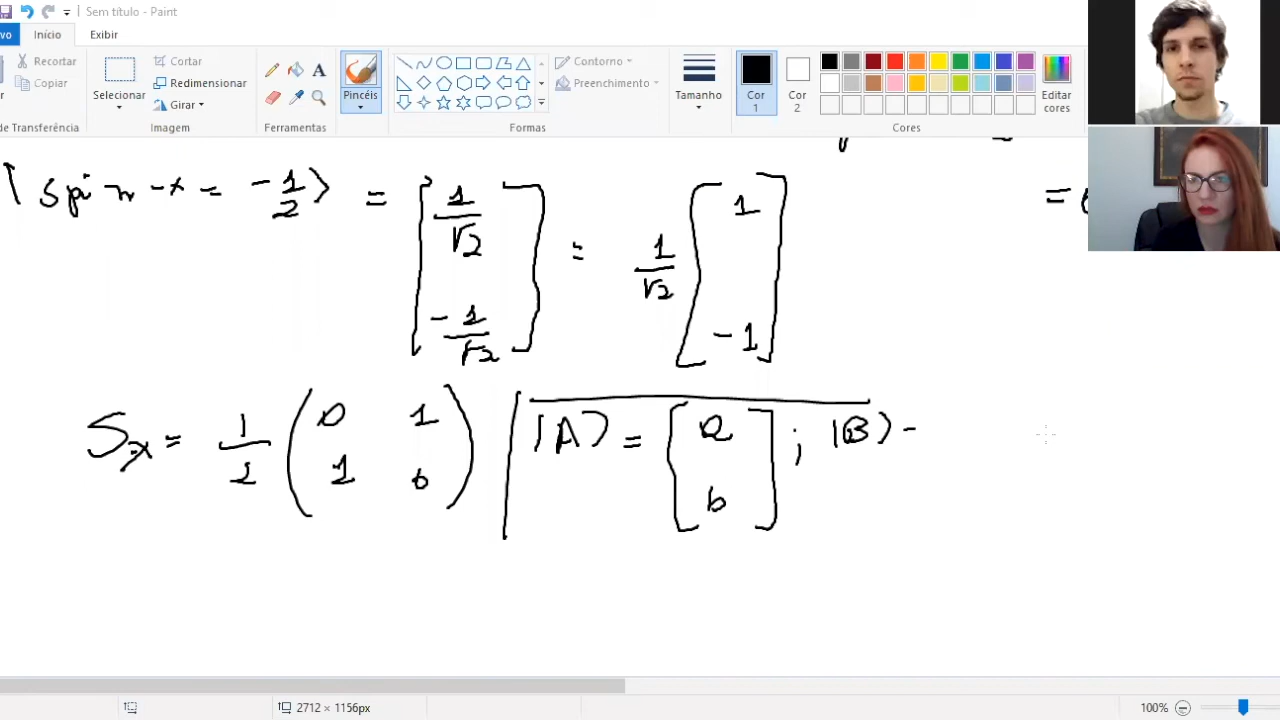 Sem título - Paint
vo Início Exibir
Recortar
Copiar
de Transferência
Selecionar
Cortar
Redimensionar
Girar
Imagem
A
Ferramentas
Pincéis
Contorno
Preenchimento
Formas
Tamanho
Cor 1
Cor 2
Editar cores
Cores
| spin-x = -1/2 ⟩ = [ 1/√2 -1/√2 ] = 1/√2 [ 1 -1 ]
=
Sx = 1/2 ( 0 1 1 0 ) |A⟩ = [ a b ] ; |B⟩ -
2712 × 1156px
100%